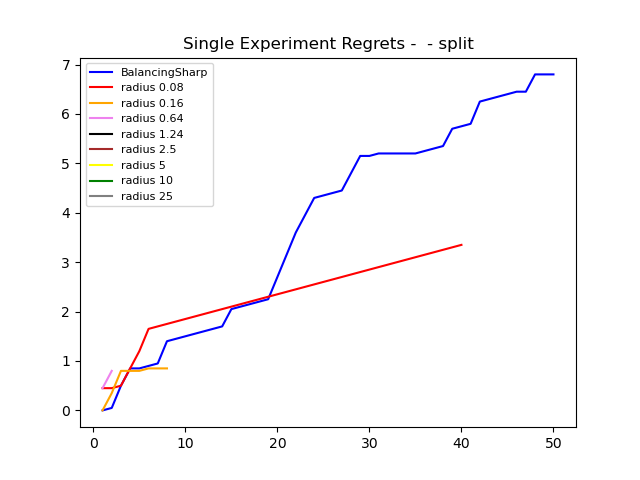 Single Experiment Regrets -  - split
BalancingSharp
radius 0.08
radius 0.16
radius 0.64
radius 1.24
radius 2.5
radius 5
radius 10
radius 25
7
6
5
4
3
2
1
0
0 10 20 30 40 50